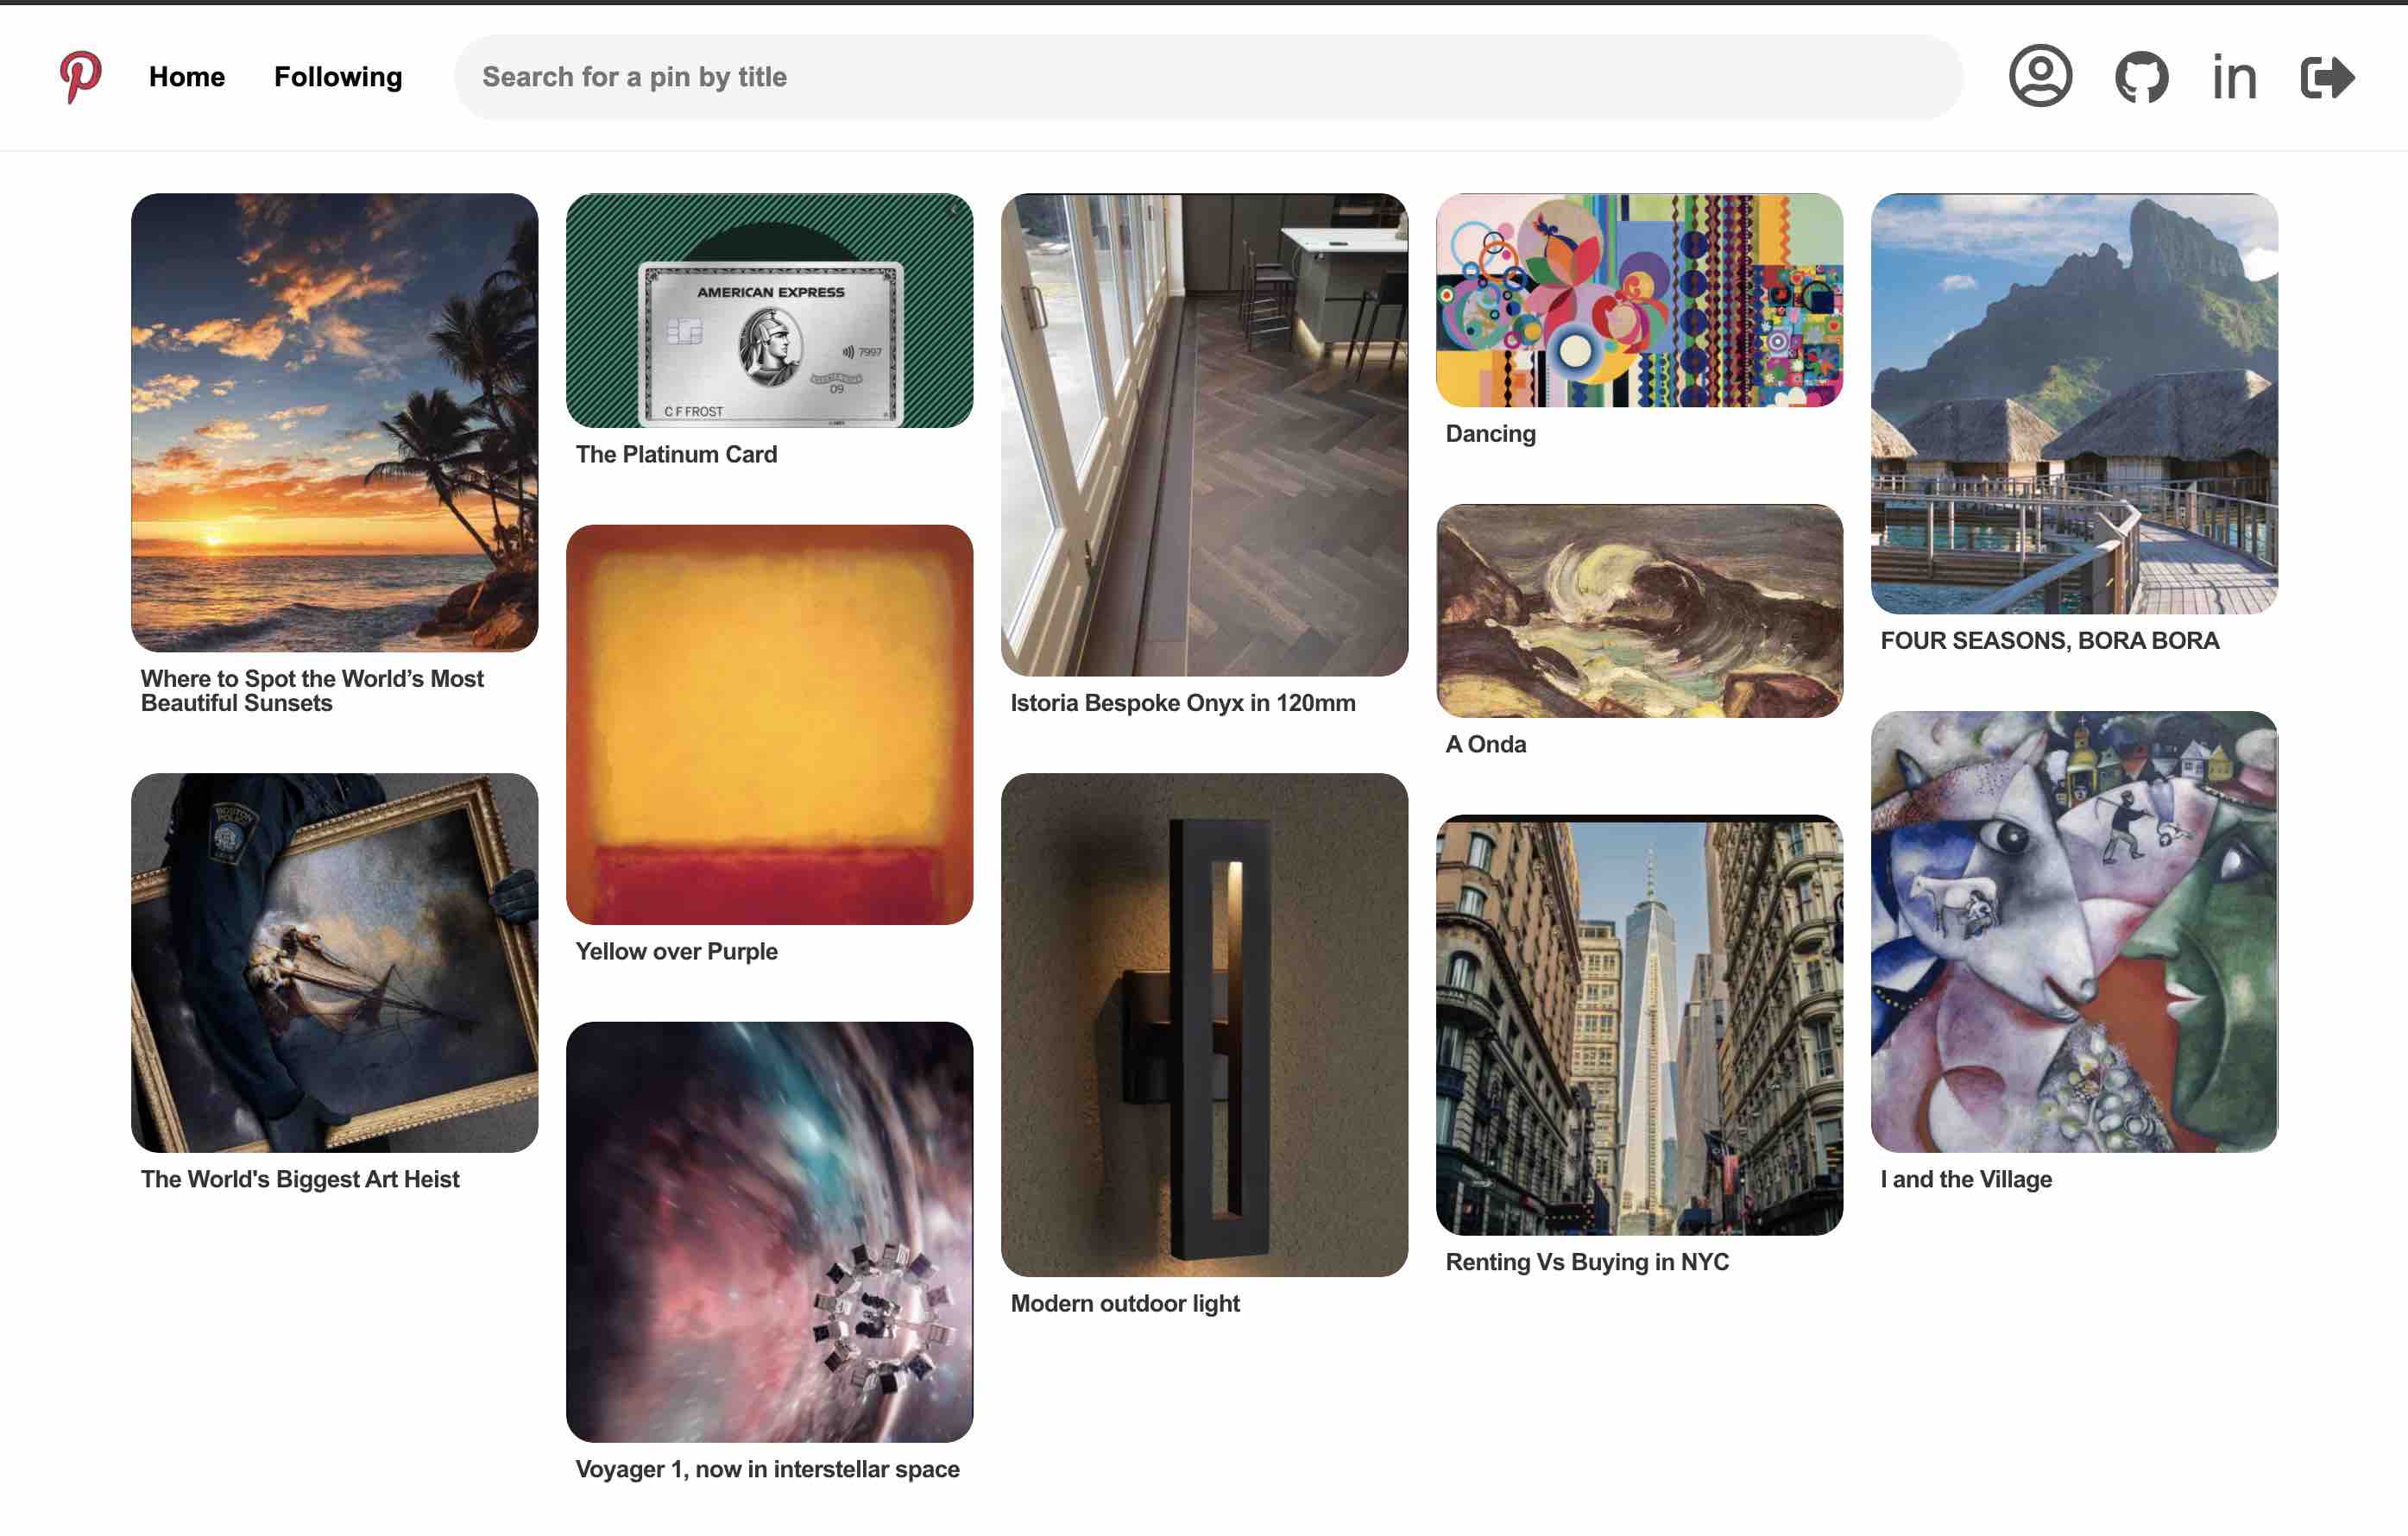 Home
Following
Search for a pin by title
in
Where to Spot the World’s Most
Beautiful Sunsets
BOSTON
POLICE
The World's Biggest Art Heist
AMERICAN EXPRESS
7997
09
C F FROST
The Platinum Card
Yellow over Purple
Voyager 1, now in interstellar space
Istoria Bespoke Onyx in 120mm
Modern outdoor light
Dancing
A Onda
Renting Vs Buying in NYC
FOUR SEASONS, BORA BORA
I and the Village